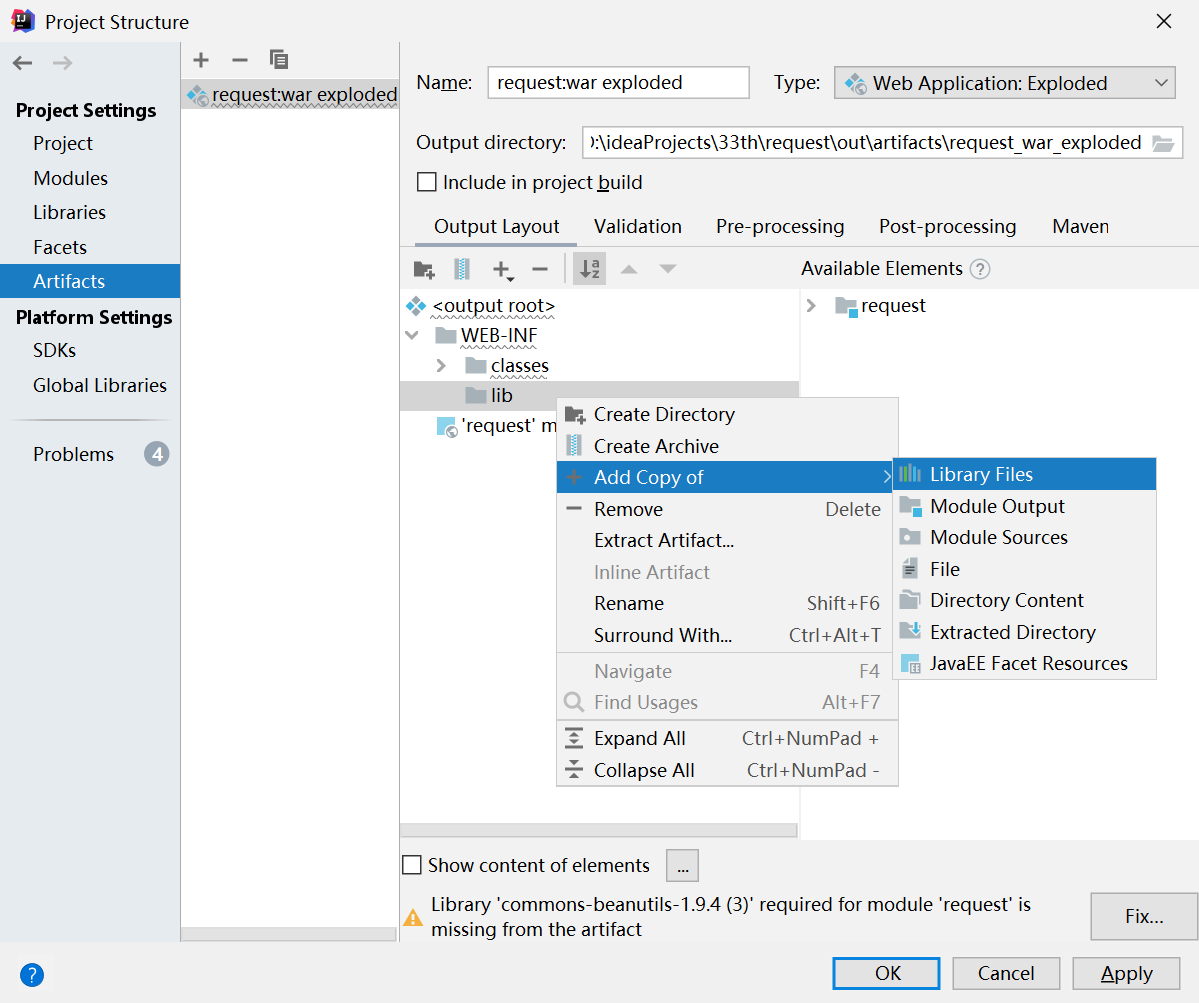 Project Structure
Project Settings
Project
Modules
Libraries
Facets
Artifacts
Platform Settings
SDKs
Global Libraries
Problems 4
request:war exploded
Name: request:war exploded Type: Web Application: Exploded
Output directory: :\ideaProjects\33th\request\out\artifacts\request_war_exploded
Include in project build
Output Layout Validation Pre-processing Post-processing Maven
Available Elements ?
<output root>
WEB-INF
classes
lib
'request' m
request
Create Directory
Create Archive
Add Copy of
Remove Delete
Extract Artifact...
Inline Artifact
Rename Shift+F6
Surround With... Ctrl+Alt+T
Navigate F4
Find Usages Alt+F7
Expand All Ctrl+NumPad +
Collapse All Ctrl+NumPad -
Library Files
Module Output
Module Sources
File
Directory Content
Extracted Directory
JavaEE Facet Resources
Show content of elements ...
Library 'commons-beanutils-1.9.4 (3)' required for module 'request' is
missing from the artifact
Fix...
? OK Cancel Apply